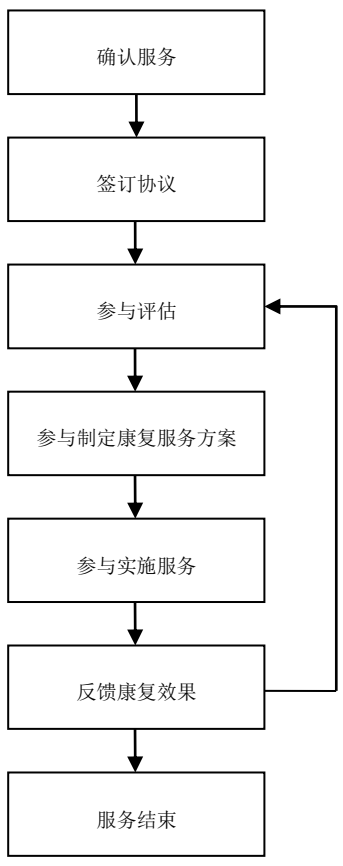 确认服务
签订协议
参与评估
参与制定康复服务方案
参与实施服务
反馈康复效果
服务结束